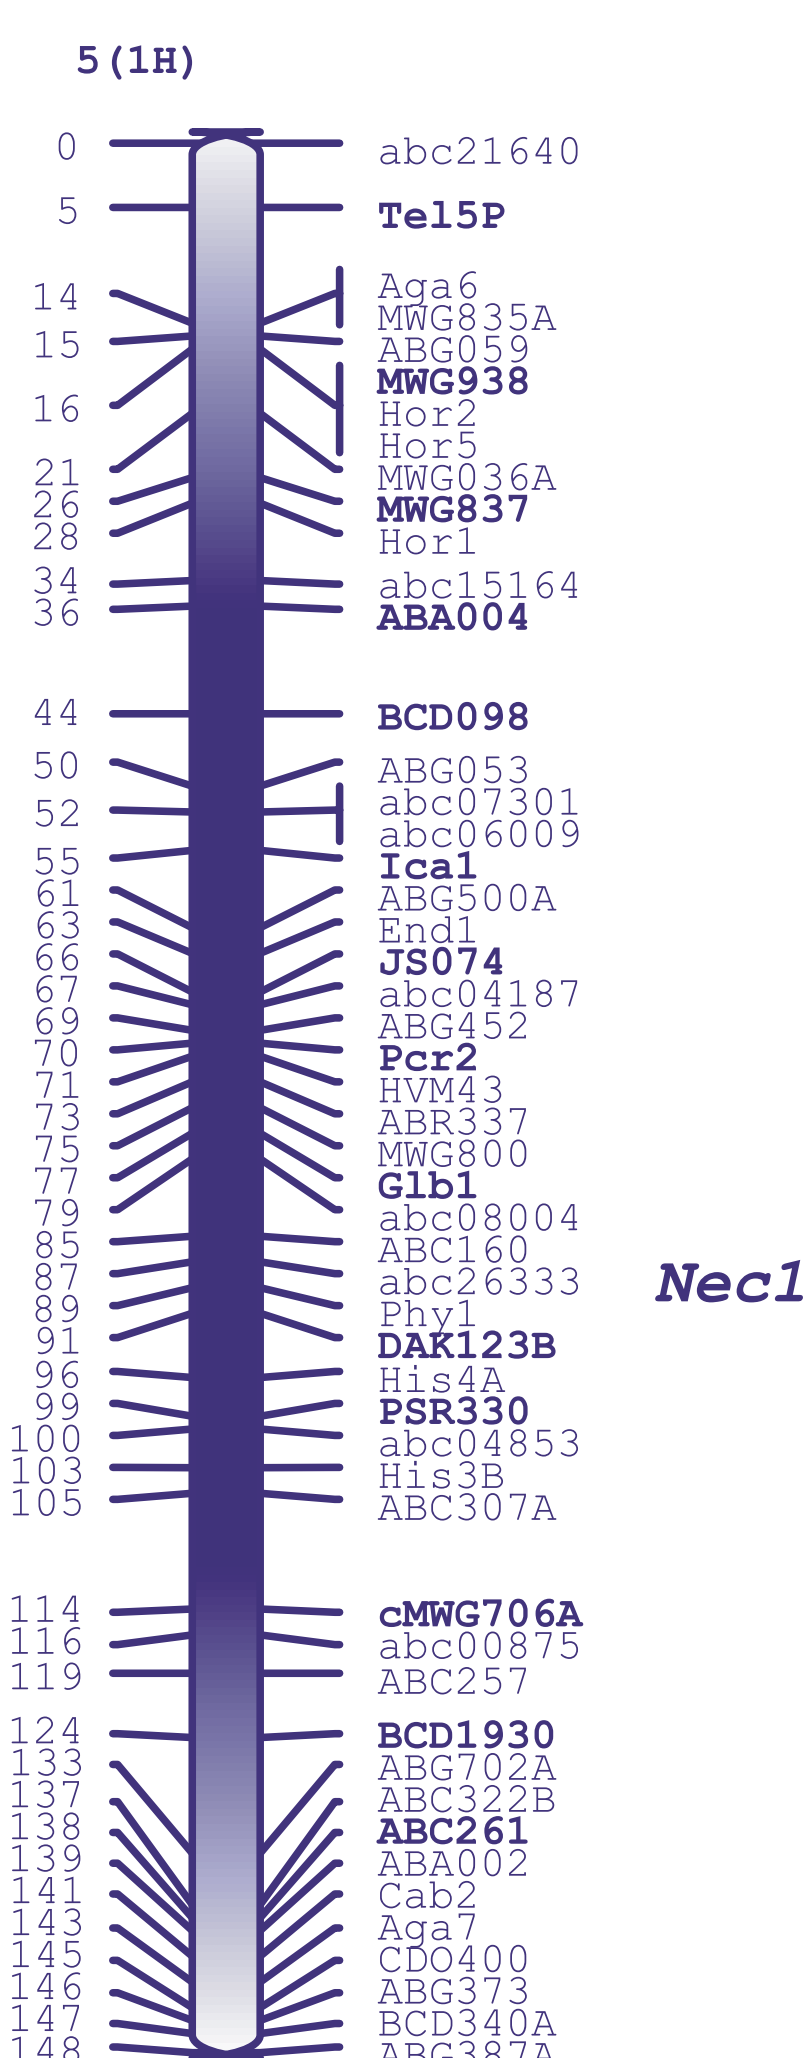 5(1H)
0 abc21640
5 Tel5P
14 Aga6
MWG835A
15 ABG059
MWG938
16 Hor2
Hor5
21 MWG036A
26 MWG837
28 Hor1
34 abc15164
36 ABA004
44 BCD098
50 ABG053
52 abc07301
abc06009
55 Ica1
61 ABG500A
63 End1
66 JS074
67 abc04187
69 ABG452
70 Pcr2
71 HVM43
73 ABR337
75 MWG800
77 Glb1
79 abc08004
85 ABC160
87 abc26333 Nec1
89 Phy1
91 DAK123B
96 His4A
99 PSR330
100 abc04853
103 His3B
105 ABC307A
114 cMWG706A
116 abc00875
119 ABC257
124 BCD1930
133 ABG702A
137 ABC322B
138 ABC261
139 ABA002
141 Cab2
143 Aga7
145 CDO400
146 ABG373
147 BCD340A
148 ABG387A